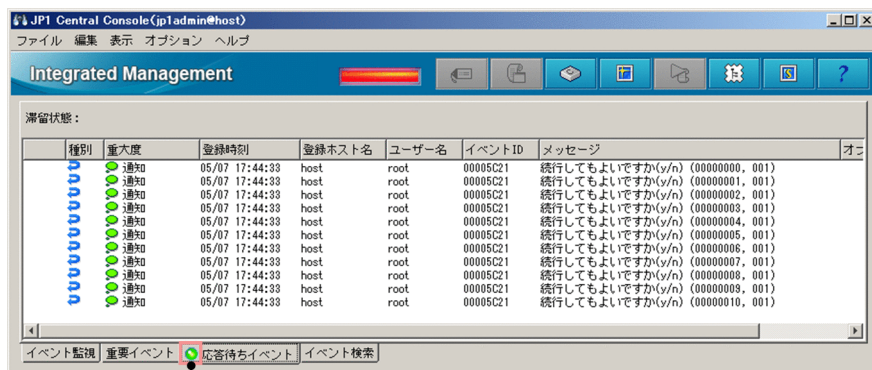 JP1 Central Console(jp1admin@host)
ファイル 編集 表示 オプション ヘルプ
Integrated Management
滞留状態：
種別 重大度 登録時刻 登録ホスト名 ユーザー名 イベントID メッセージ オプ
通知 05/07 17:44:33 host root 00005C21 続行してもよいですか(y/n) (00000000, 001)
通知 05/07 17:44:33 host root 00005C21 続行してもよいですか(y/n) (00000001, 001)
通知 05/07 17:44:33 host root 00005C21 続行してもよいですか(y/n) (00000002, 001)
通知 05/07 17:44:33 host root 00005C21 続行してもよいですか(y/n) (00000003, 001)
通知 05/07 17:44:33 host root 00005C21 続行してもよいですか(y/n) (00000004, 001)
通知 05/07 17:44:33 host root 00005C21 続行してもよいですか(y/n) (00000005, 001)
通知 05/07 17:44:33 host root 00005C21 続行してもよいですか(y/n) (00000006, 001)
通知 05/07 17:44:33 host root 00005C21 続行してもよいですか(y/n) (00000007, 001)
通知 05/07 17:44:33 host root 00005C21 続行してもよいですか(y/n) (00000008, 001)
通知 05/07 17:44:33 host root 00005C21 続行してもよいですか(y/n) (00000009, 001)
通知 05/07 17:44:33 host root 00005C21 続行してもよいですか(y/n) (00000010, 001)
イベント監視 重要イベント 応答待ちイベント イベント検索